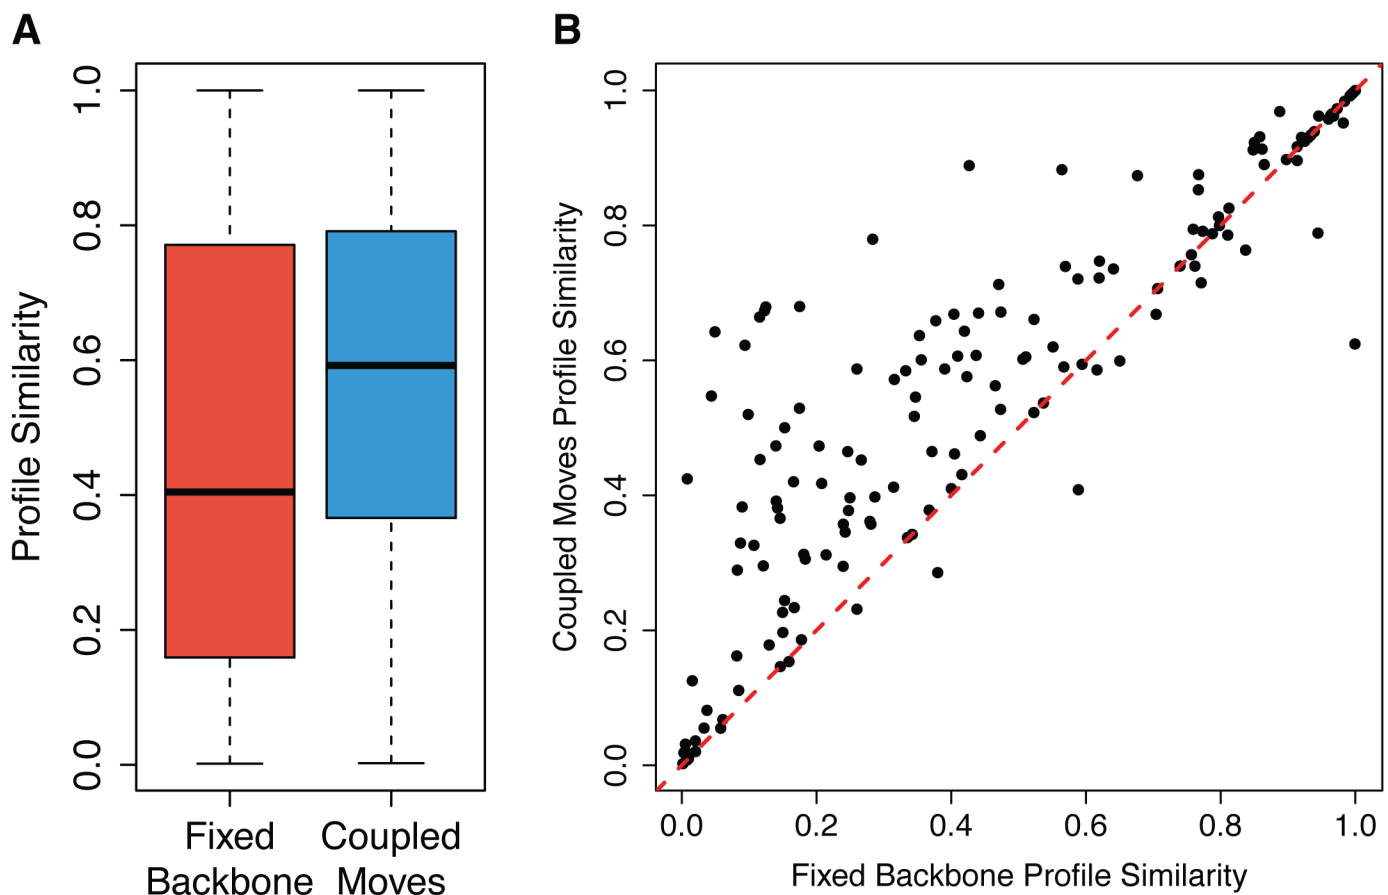 A
Profile Similarity
1.0
0.8
0.6
0.4
0.2
0.0
Fixed
Backbone
Coupled
Moves
B
Coupled Moves Profile Similarity
1.0
0.8
0.6
0.4
0.2
0.0
0.0 0.2 0.4 0.6 0.8 1.0
Fixed Backbone Profile Similarity